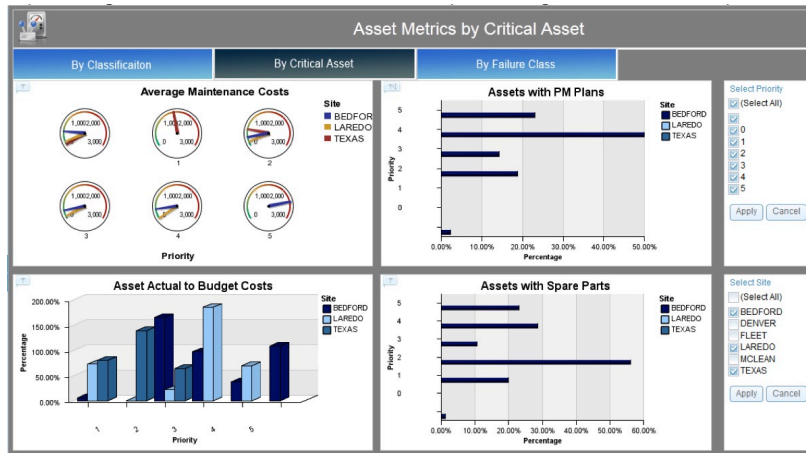 Asset Metrics by Critical Asset
By Classificaiton
By Critical Asset
By Failure Class
Average Maintenance Costs
Site
BEDFOR
LAREDO
TEXAS
1,0002,000
0 3,000
1,0002,000
0 3,000
1
1,0002,000
0 3,000
2
1,0002,000
0 3,000
3
1,0002,000
0 3,000
4
1,0002,000
0 3,000
5
Priority
Assets with PM Plans
Site
BEDFORD
LAREDO
TEXAS
Priority
5
4
3
2
1
0
0.00% 10.00% 20.00% 30.00% 40.00% 50.00%
Percentage
Select Priority
(Select All)
0
1
2
3
4
5
Apply Cancel
Asset Actual to Budget Costs
Site
BEDFORD
LAREDO
TEXAS
Percentage
200.00%
150.00%
100.00%
50.00%
0.00%
1 2 3 4 5
Priority
Assets with Spare Parts
Site
BEDFORD
LAREDO
TEXAS
Priority
5
4
3
2
1
0
0.00% 10.00% 20.00% 30.00% 40.00% 50.00% 60.00%
Percentage
Select Site
(Select All)
BEDFORD
DENVER
FLEET
LAREDO
MCLEAN
TEXAS
Apply Cancel